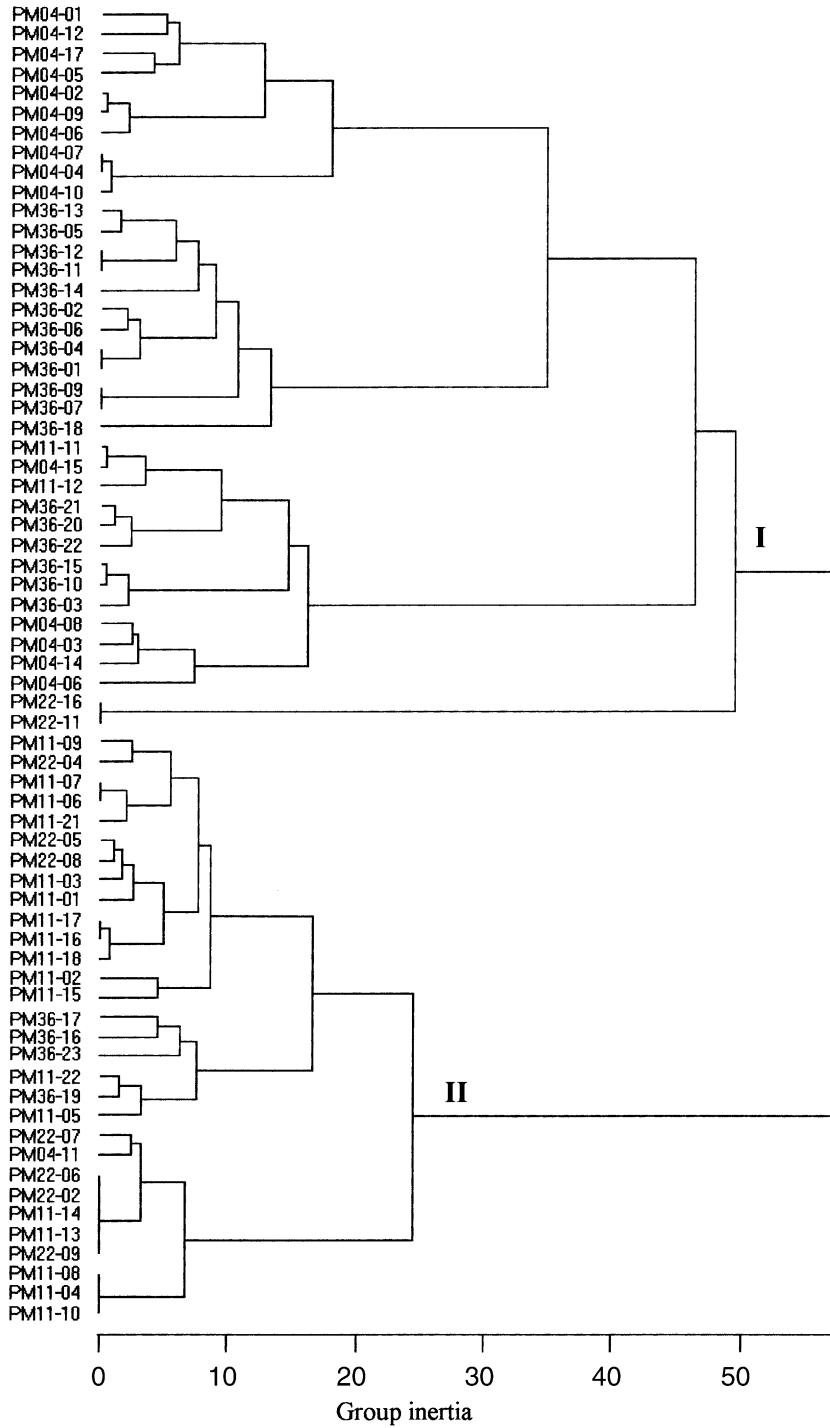 PM04-01
PM04-12
PM04-17
PM04-05
PM04-02
PM04-09
PM04-06
PM04-07
PM04-04
PM04-10
PM36-13
PM36-05
PM36-12
PM36-11
PM36-14
PM36-02
PM36-06
PM36-04
PM36-01
PM36-09
PM36-07
PM36-18
PM11-11
PM04-15
PM11-12
PM36-21
PM36-20
PM36-22
I
PM36-15
PM36-10
PM36-03
PM04-08
PM04-03
PM04-14
PM04-06
PM22-16
PM22-11
PM11-09
PM22-04
PM11-07
PM11-06
PM11-21
PM22-05
PM22-08
PM11-03
PM11-01
PM11-17
PM11-16
PM11-18
PM11-02
PM11-15
PM36-17
PM36-16
PM36-23
PM11-22
II
PM36-19
PM11-05
PM22-07
PM04-11
PM22-06
PM22-02
PM11-14
PM11-13
PM22-09
PM11-08
PM11-04
PM11-10
0 10 20 30 40 50
Group inertia